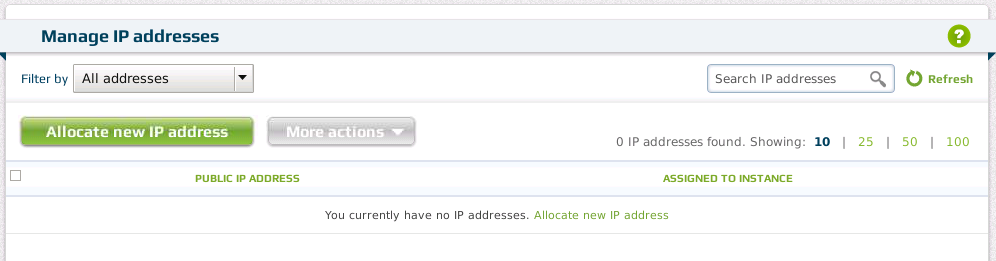 Manage IP addresses
?
Filter by All addresses Search IP addresses Refresh
Allocate new IP address More actions 0 IP addresses found. Showing: 10 | 25 | 50 | 100
PUBLIC IP ADDRESS ASSIGNED TO INSTANCE
You currently have no IP addresses. Allocate new IP address